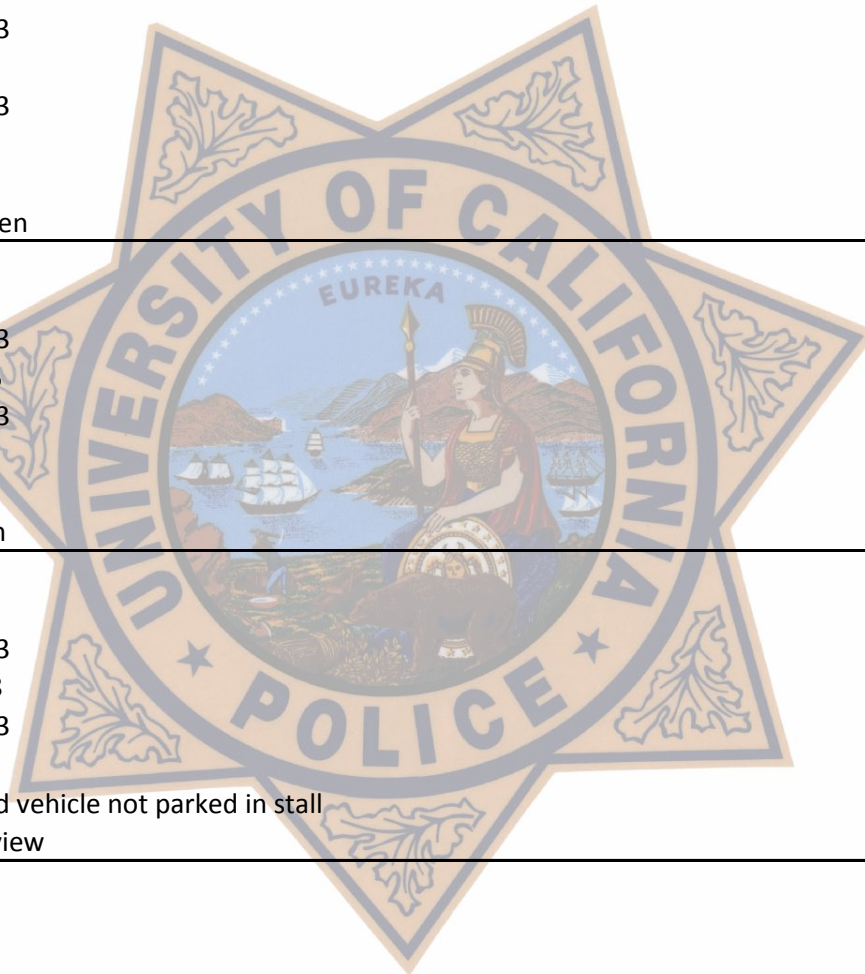 3
3
en
UNIVERSITY OF CALIFORNIA
EUREKA
3
3
n
3
3
3
POLICE
d vehicle not parked in stall
view